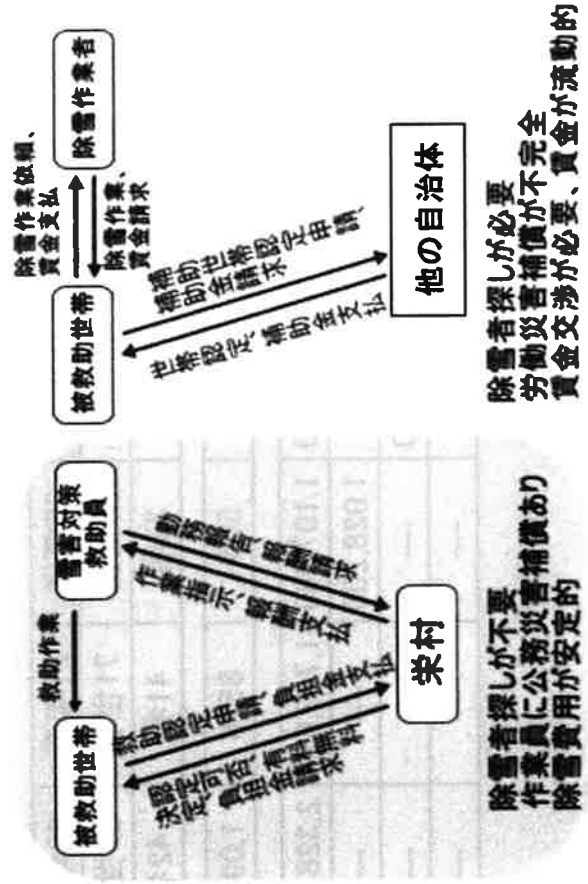 被救助世帯
救助作業
雪害対策
救助員
救助認定申請、負担金支払
認定可否、有料無料
決定、負担金請求
勤務報告、報酬請求
作業指示、報酬支払
栄村
除雪者探しが不要
作業員に公務災害補償あり
除雪費用が安定的
被救助世帯
除雪作業依頼、
賃金支払
除雪作業、
賃金請求
除雪作業者
補助世帯認定申請、
補助金請求
世帯認定、補助金支払
他の自治体
除雪者探しが必要
労働災害補償が不完全
賃金交渉が必要、賃金が流動的